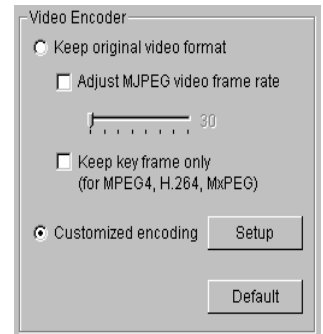 Video Encoder
Keep original video format
Adjust MJPEG video frame rate
30
Keep key frame only
(for MPEG4, H.264, MxPEG)
Customized encoding Setup
Default